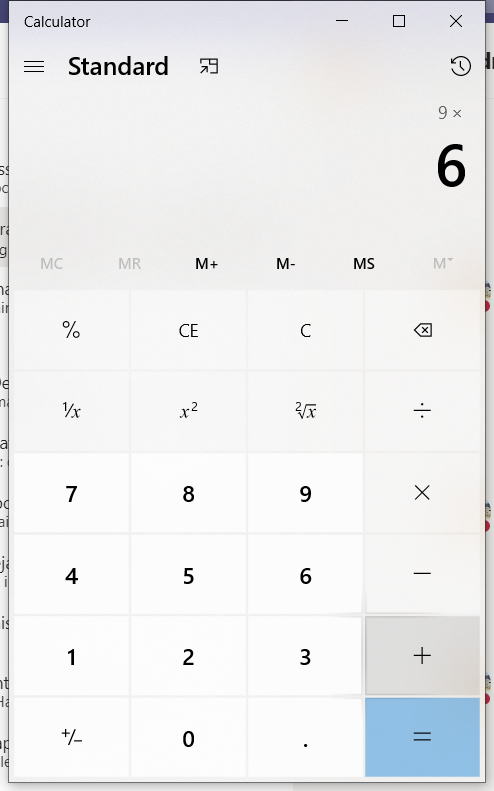 Calculator
Standard
9 ×
6
MC MR M+ M- MS M˅
% CE C
¹/x x² ²√x ÷
7 8 9 ×
4 5 6 −
1 2 3 +
+/− 0 . =